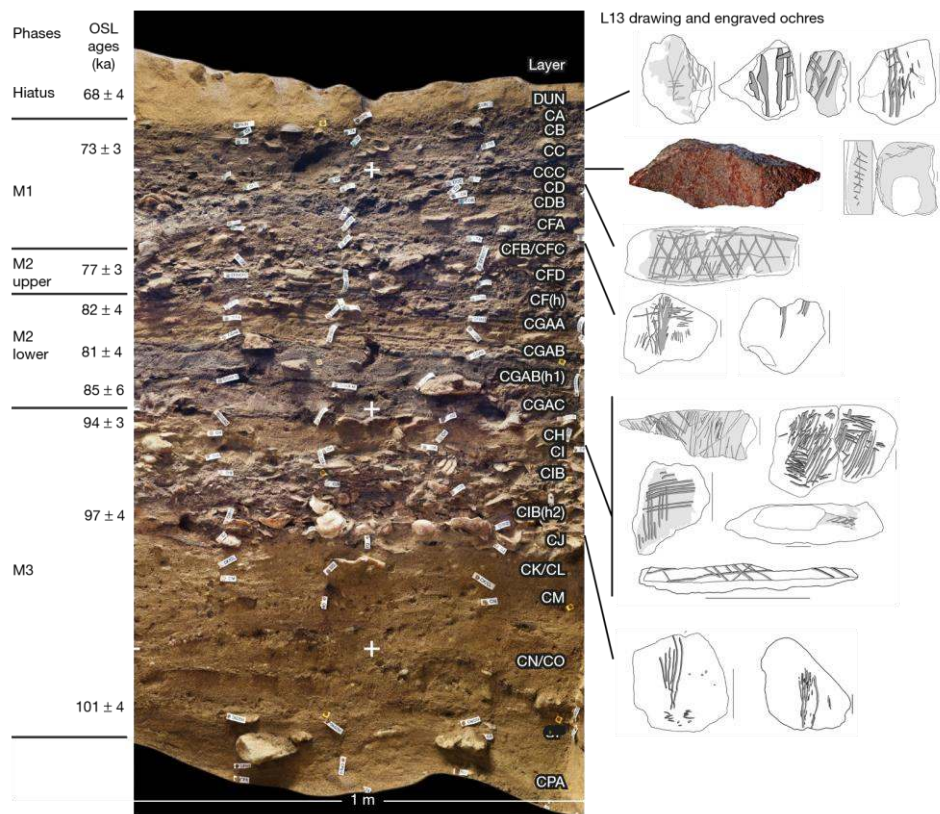 L13 drawing and engraved ochres
Phases
OSL
ages
(ka)
Layer
Hiatus
68 ± 4
DUN
CA
CB
73 ± 3
CC
CCC
M1
CD
CDB
CFA
CFB/CFC
M2
upper
77 ± 3
CFD
82 ± 4
CF(h)
CGAA
M2
lower
81 ± 4
CGAB
CGAB(h1)
85 ± 6
CGAC
94 ± 3
CH
CI
CIB
97 ± 4
CIB(h2)
CJ
M3
CK/CL
CM
CN/CO
101 ± 4
CPA
1 m